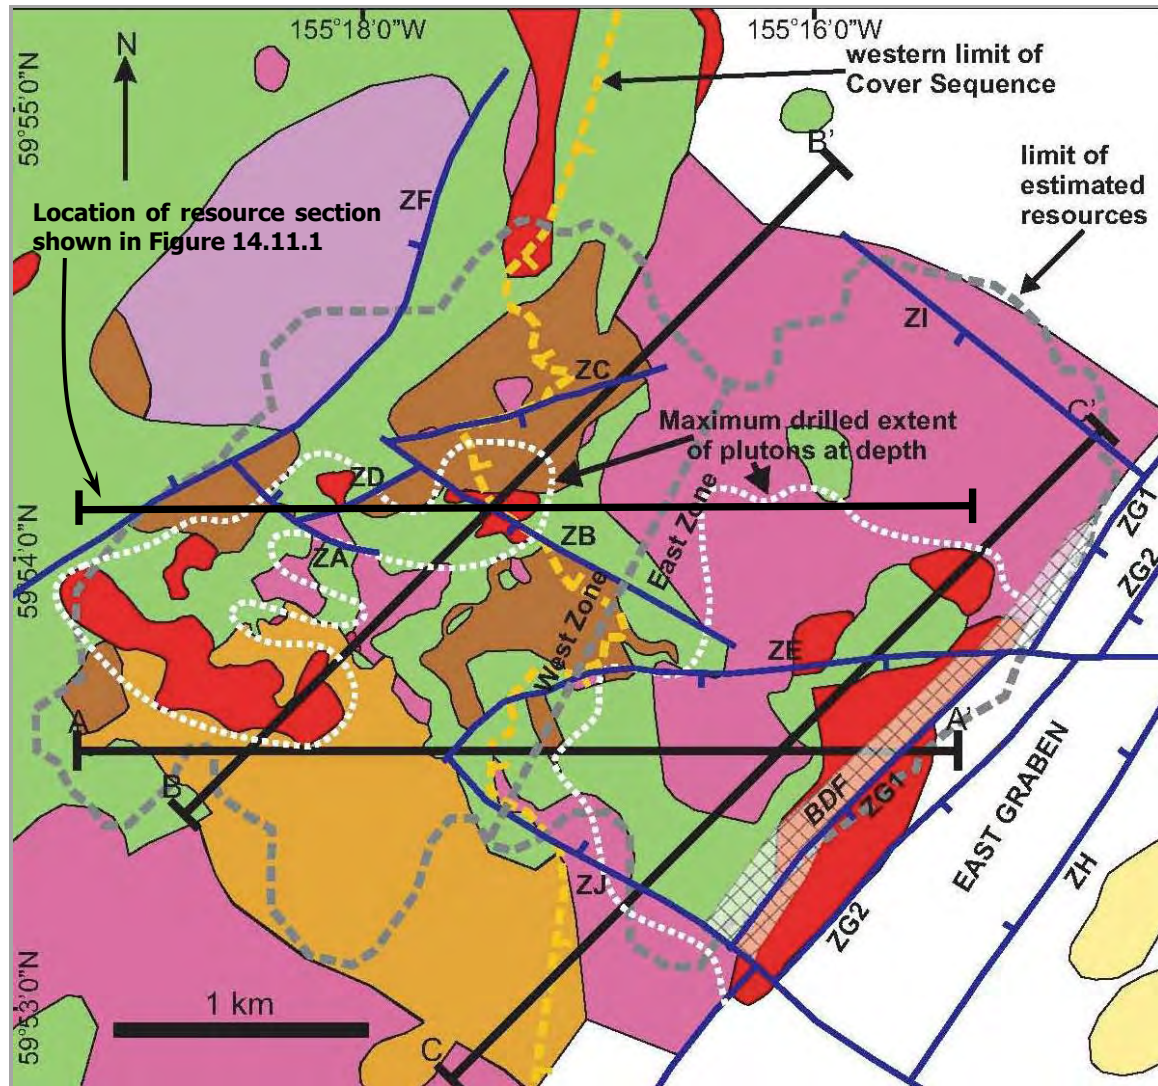 155°18'0"W
155°16'0"W
N
59°55'0"N
western limit of
Cover Sequence
B'
limit of
estimated
resources
ZF
Location of resource section
shown in Figure 14.11.1
ZI
ZC
C'
Maximum drilled extent
of plutons at depth
ZD
ZG1
ZB
East Zone
59°54'0"N
ZA
ZG2
West Zone
ZE
A
A'
B
BDF
ZG1
EAST GRABEN
ZH
ZJ
ZG2
59°53'0"N
1 km
C